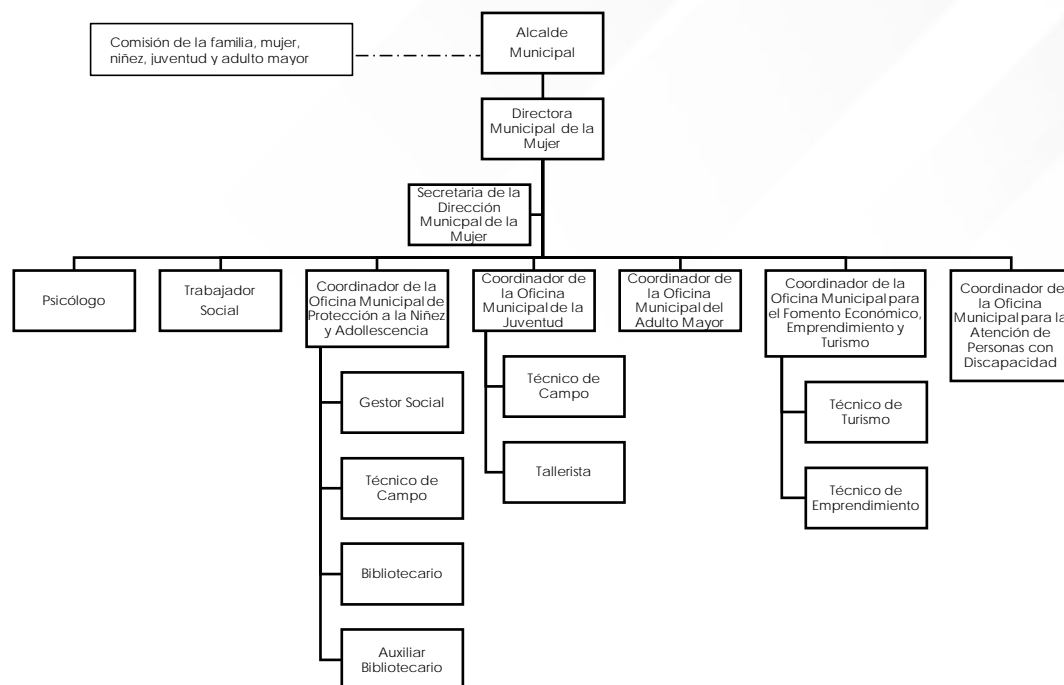 Comisión de la familia, mujer,
niñez, juventud y adulto mayor
Alcalde
Municipal
Directora
Municipal de la
Mujer
Secretaria de la
Dirección
Municpal de la
Mujer
Psicólogo
Trabajador
Social
Coordinador de la
Oficina Municipal de
Protección a la Niñez
y Adollescencia
Coordinador de
la Oficina
Municipal de la
Juventud
Coordinador de
la Oficina
Municipal del
Adulto Mayor
Coordinador de la
Oficina Municipal para
el Fomento Económico,
Emprendimiento y
Turismo
Coordinador de
la Oficina
Municipal para la
Atención de
Personas con
Discapacidad
Gestor Social
Técnico de
Campo
Bibliotecario
Auxiliar
Bibliotecario
Técnico de
Campo
Tallerista
Técnico de
Turismo
Técnico de
Emprendimiento